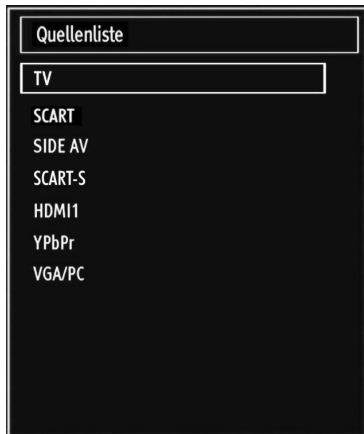 Quellenliste
TV
SCART
SIDE AV
SCART-S
HDMI1
YPbPr
VGA/PC